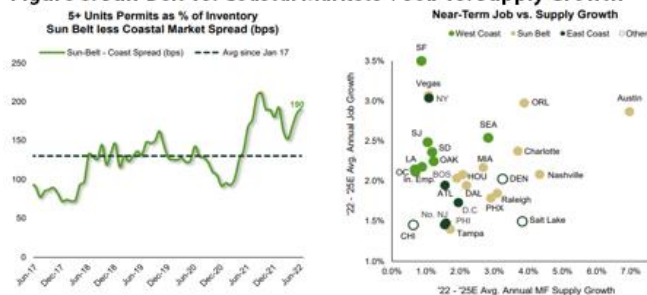 5+ Units Permits as % of Inventory
Sun Belt less Coastal Market Spread (bps)
Sun-Belt - Coast Spread (bps)
Avg since Jan 17
250
200
150
100
50
0
190
Jun-17
Dec-17
Jun-18
Dec-18
Jun-19
Dec-19
Jun-20
Dec-20
Jun-21
Dec-21
Jun-22
Near-Term Job vs. Supply Growth
West Coast
Sun Belt
East Coast
Other
'22 - '25E Avg. Annual Job Growth
3.5%
3.0%
2.5%
2.0%
1.5%
1.0%
SF
Vegas
NY
ORL
Austin
SJ
SEA
SD
Charlotte
LA
OAK
MIA
OC
In. Emp.
BOS
HOU
DEN
Nashville
ATL
DAL
Raleigh
D.C
PHX
No. NJ
PHI
Salt Lake
CHI
Tampa
0.0%
1.0%
2.0%
3.0%
4.0%
5.0%
6.0%
7.0%
'22 - '25E Avg. Annual MF Supply Growth